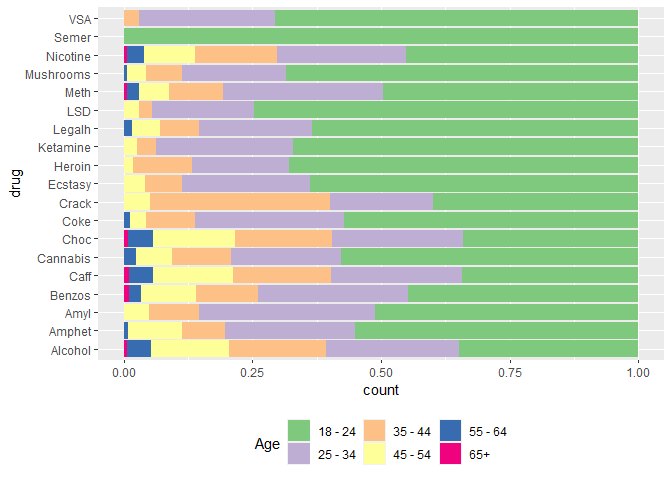 VSA
Semer
Nicotine
Mushrooms
Meth
LSD
Legalh
Ketamine
Heroin
Ecstasy
Crack
Coke
Choc
Cannabis
Caff
Benzos
Amyl
Amphet
Alcohol
drug
0.00 0.25 0.50 0.75 1.00
count
Age
18 - 24 35 - 44 55 - 64
25 - 34 45 - 54 65+